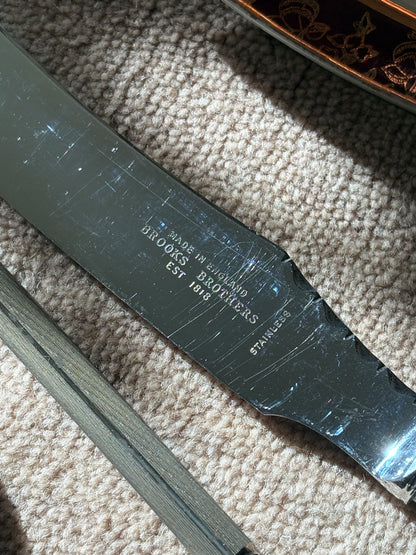 MADE IN ENGLAND
BROOKS BROTHERS
EST 1818
STAINLESS